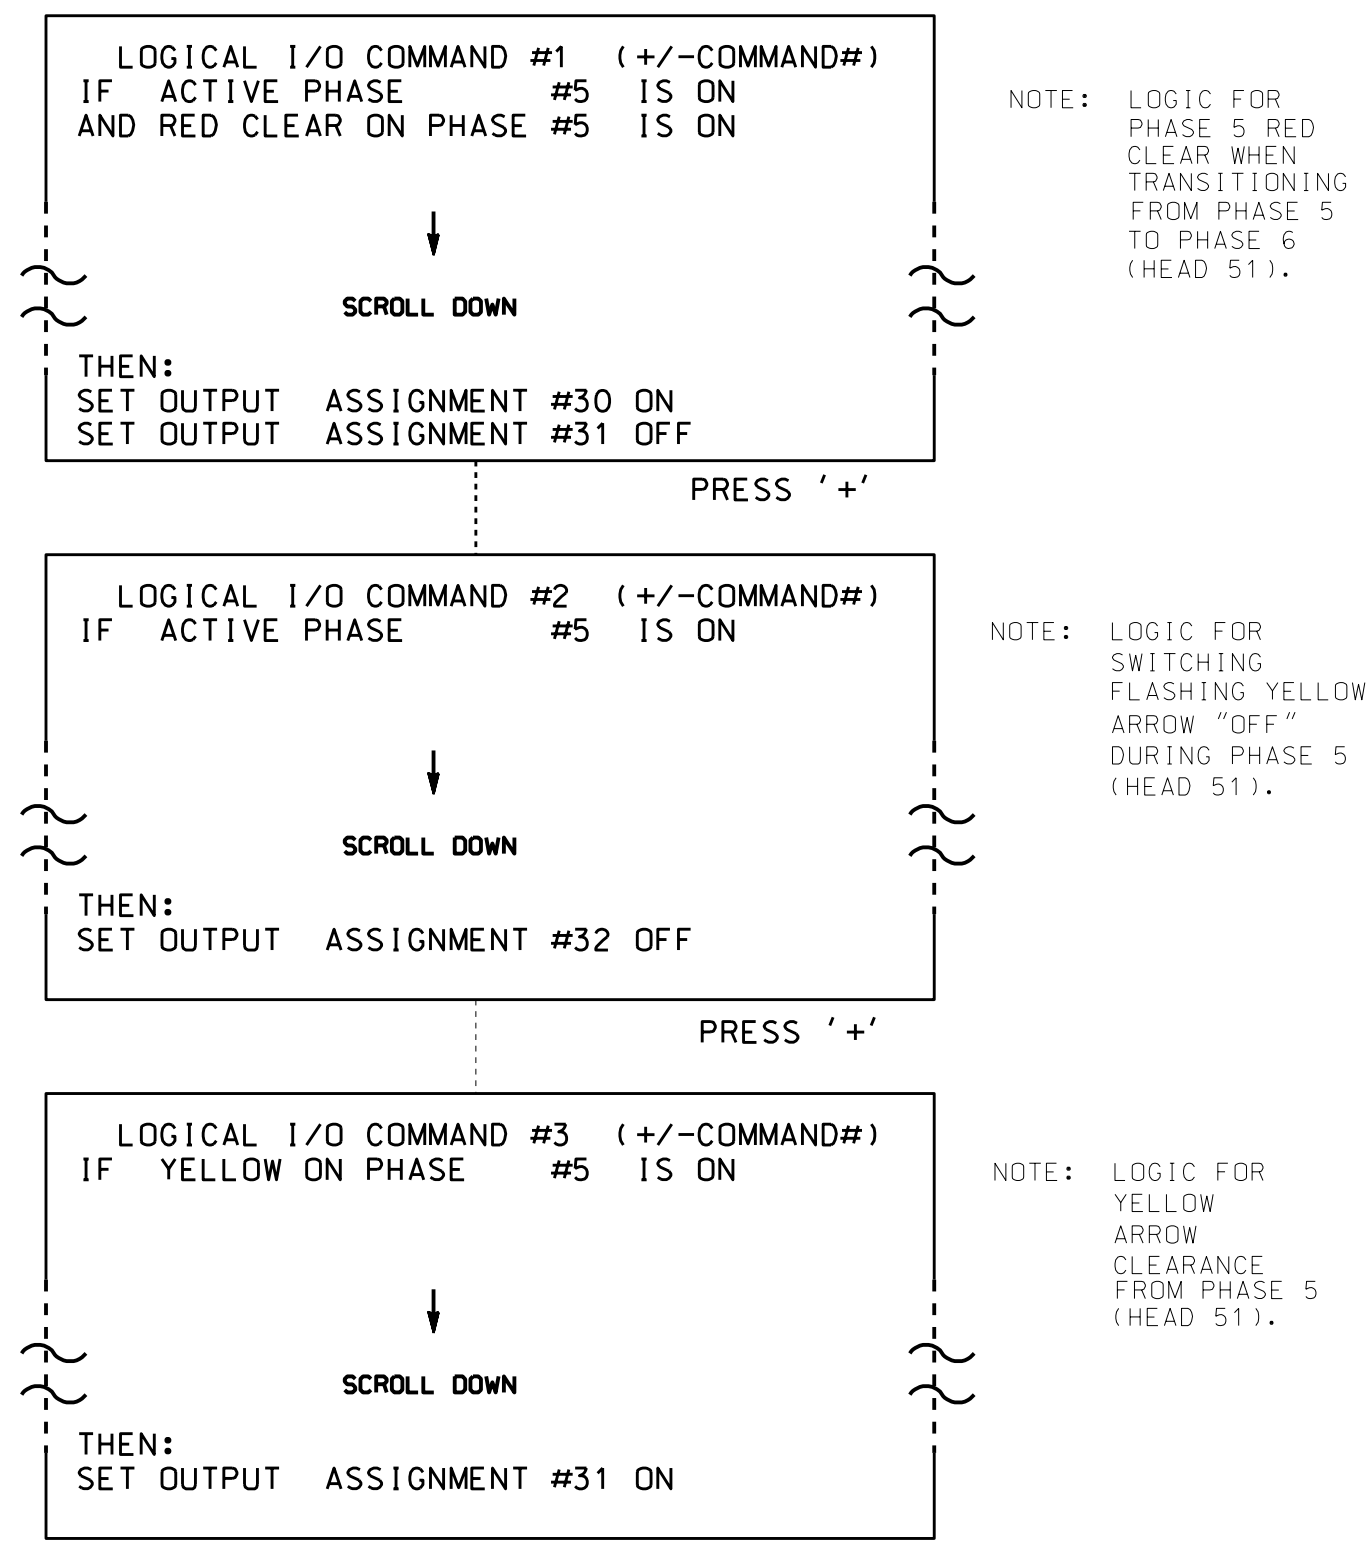 LOGICAL I/O COMMAND #1 (+/-COMMAND#)
IF ACTIVE PHASE #5 IS ON
AND RED CLEAR ON PHASE #5 IS ON
SCROLL DOWN
THEN:
SET OUTPUT ASSIGNMENT #30 ON
SET OUTPUT ASSIGNMENT #31 OFF
NOTE: LOGIC FOR
PHASE 5 RED
CLEAR WHEN
TRANSITIONING
FROM PHASE 5
TO PHASE 6
(HEAD 51).
PRESS '+'
LOGICAL I/O COMMAND #2 (+/-COMMAND#)
IF ACTIVE PHASE #5 IS ON
SCROLL DOWN
THEN:
SET OUTPUT ASSIGNMENT #32 OFF
NOTE: LOGIC FOR
SWITCHING
FLASHING YELLOW
ARROW "OFF"
DURING PHASE 5
(HEAD 51).
PRESS '+'
LOGICAL I/O COMMAND #3 (+/-COMMAND#)
IF YELLOW ON PHASE #5 IS ON
SCROLL DOWN
THEN:
SET OUTPUT ASSIGNMENT #31 ON
NOTE: LOGIC FOR
YELLOW
ARROW
CLEARANCE
FROM PHASE 5
(HEAD 51).